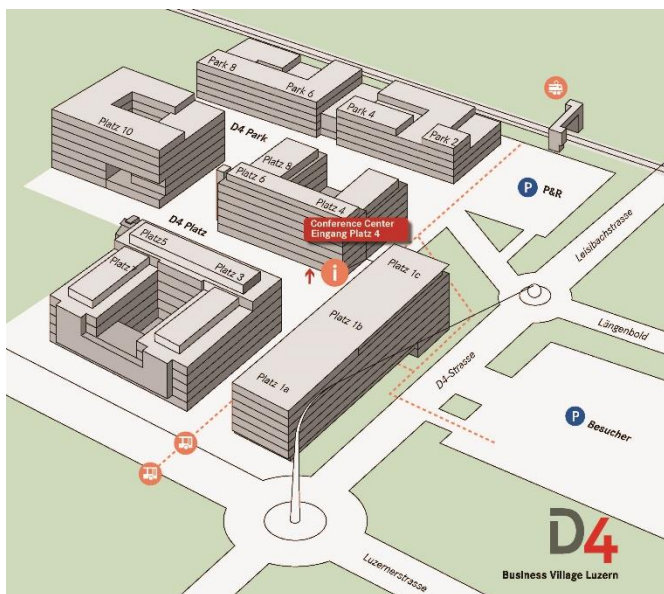 Park 8
Park 6
Park 4
Park 2
Platz 10
D4 Park
Platz 8
Platz 6
Platz 4
P P&R
Leisibachstrasse
Conference Center
Eingang Platz 4
i
D4 Platz
Platz5
Platz
Platz 3
Platz 1c
Platz 1b
Platz 1a
Längenbold
D4-Strasse
P Besucher
Luzernerstrasse
D4
Business Village Luzern